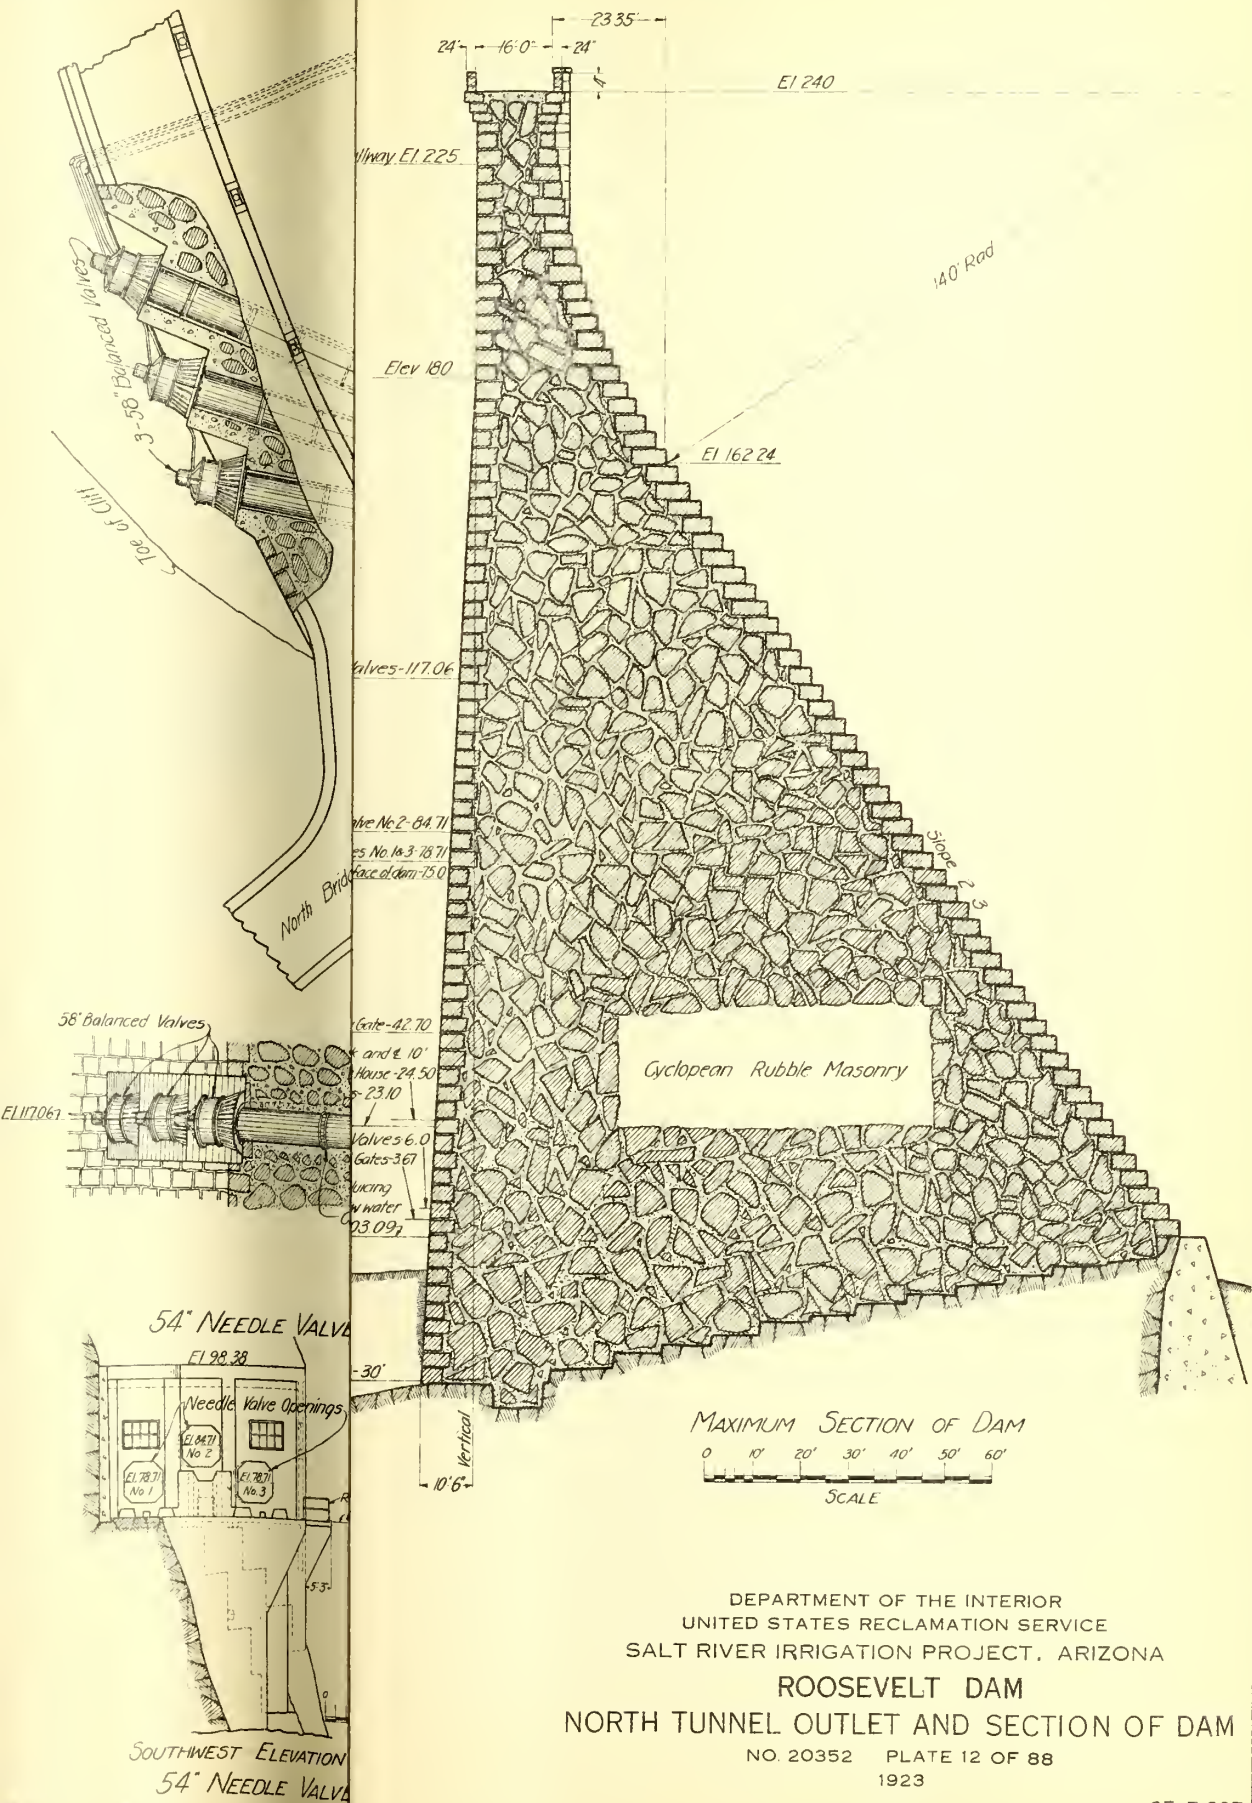 23.35'
24" 16'-0" 24"
4'
El 240
Elev 180
El. 225
140' Rad
El 162.24
3-58" Balanced Valves
Toe of Cliff
alves-117.06
lve No 2-84.71
es No.1&3-78.71
face of dam-75.0
Slope 2 3
North Brid
58" Balanced Valves
El 117.06
Gate-42.70
and ℄ 10'
House-24.50
23.10
Valves 6.0
Gates-3.67
ucing
w water
03.09
Cyclopean Rubble Masonry
54" NEEDLE VALVE
El 98.38
Needle Valve Openings
El. 84.71
No 2
El. 78.71
No. 1
El. 78.71
No. 3
5-3
-30'
Vertical
10'6"
MAXIMUM SECTION OF DAM
0 10' 20' 30' 40' 50' 60'
SCALE
SOUTHWEST ELEVATION
54" NEEDLE VALVE
DEPARTMENT OF THE INTERIOR
UNITED STATES RECLAMATION SERVICE
SALT RIVER IRRIGATION PROJECT, ARIZONA
ROOSEVELT DAM
NORTH TUNNEL OUTLET AND SECTION OF DAM
NO. 20352 PLATE 12 OF 88
1923